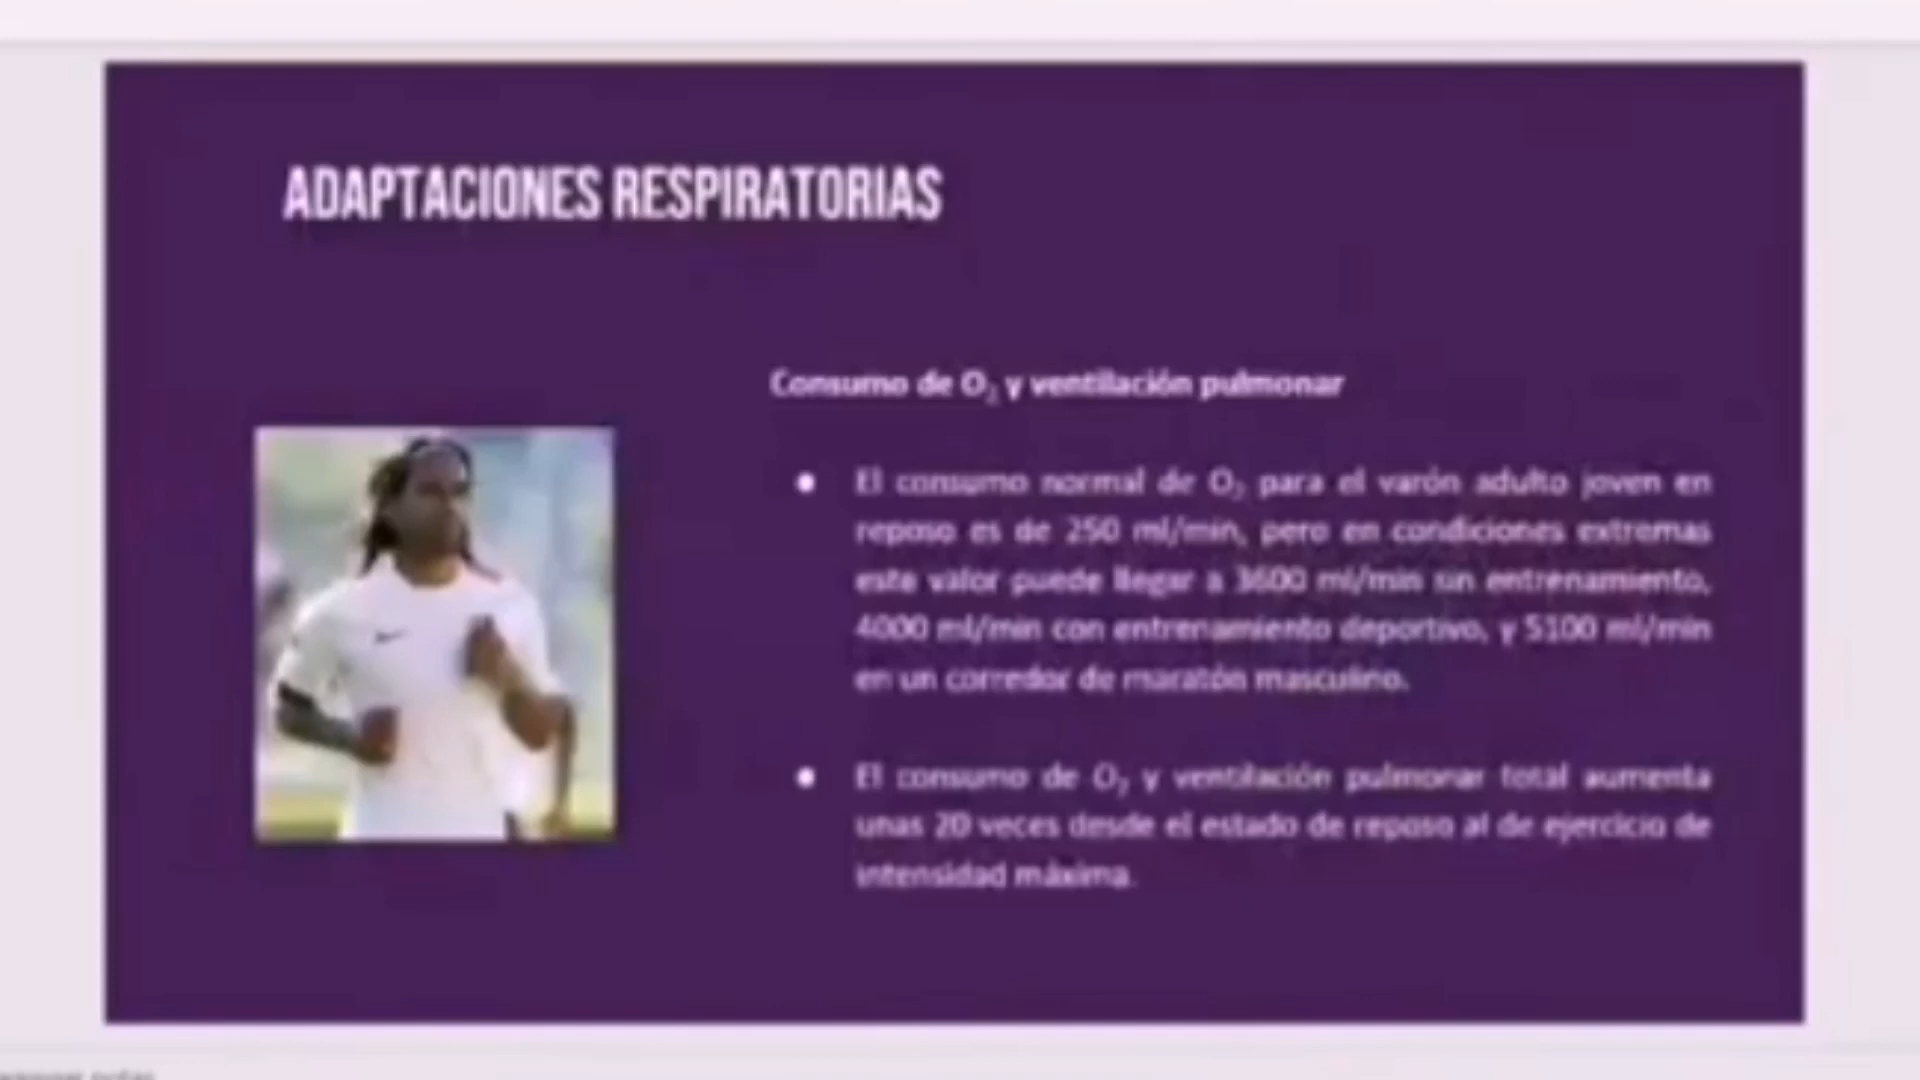 ADAPTACIONES RESPIRATORIAS
Consumo de O₂ y ventilación pulmonar
● El consumo normal de O₂ para el varón adulto joven en
reposo es de 250 ml/min, pero en condiciones extremas
este valor puede llegar a 3600 ml/min sin entrenamiento,
4000 ml/min con entrenamiento deportivo, y 5100 ml/min
en un corredor de maratón masculino.
● El consumo de O₂ y ventilación pulmonar total aumenta
unas 20 veces desde el estado de reposo al de ejercicio de
intensidad máxima.